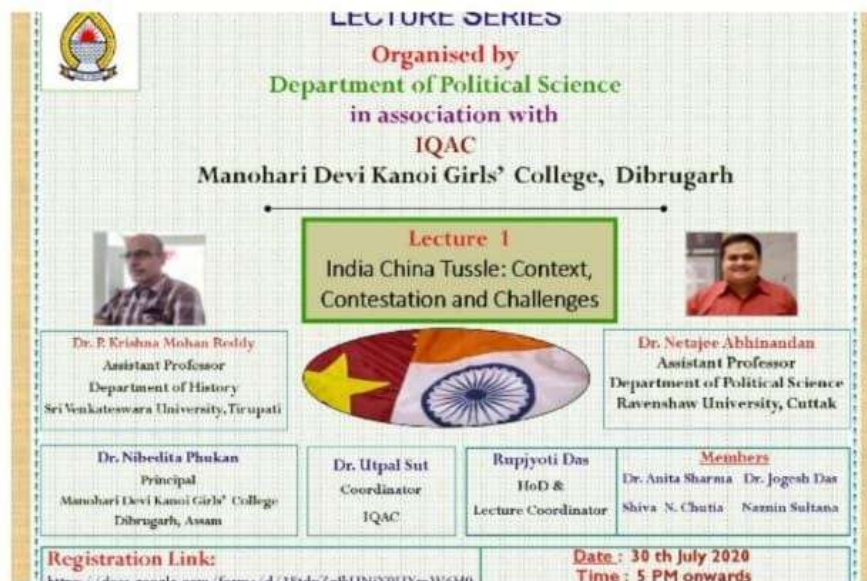 LECTURE SERIES
Organised by
Department of Political Science
in association with
IQAC
Manohari Devi Kanoi Girls' College, Dibrugarh
Lecture 1
India China Tussle: Context,
Contestation and Challenges
Dr. P. Krishna Mohan Reddy
Assistant Professor
Department of History
Sri Venkateswara University, Tirupati
Dr. Netajee Abhinandan
Assistant Professor
Department of Political Science
Ravenshaw University, Cuttak
Dr. Nibedita Phukan
Principal
Manohari Devi Kanoi Girls' College
Dibrugarh, Assam
Dr. Utpal Sut
Coordinator
IQAC
Rupjyoti Das
HoD &
Lecture Coordinator
Members
Dr. Anita Sharma Dr. Jogesh Das
Shiva N. Chutia Naznin Sultana
Registration Link:
Date : 30 th July 2020
Time : 5 PM onwards